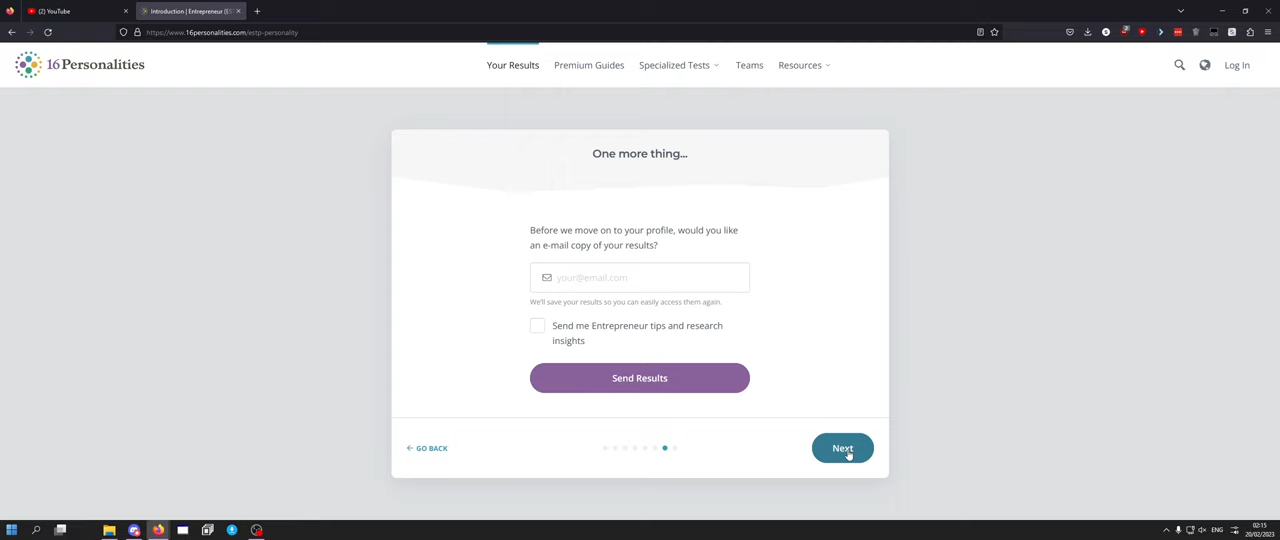 (2) YouTube
Introduction | Entrepreneur (EST
https://www.16personalities.com/estp-personality
16Personalities
Your Results
Premium Guides
Specialized Tests
Teams
Resources
Log In
One more thing...
Before we move on to your profile, would you like
an e-mail copy of your results?
your@email.com
We'll save your results so you can easily access them again.
Send me Entrepreneur tips and research
insights
Send Results
GO BACK
Next
ENG
02:15
20/02/2023